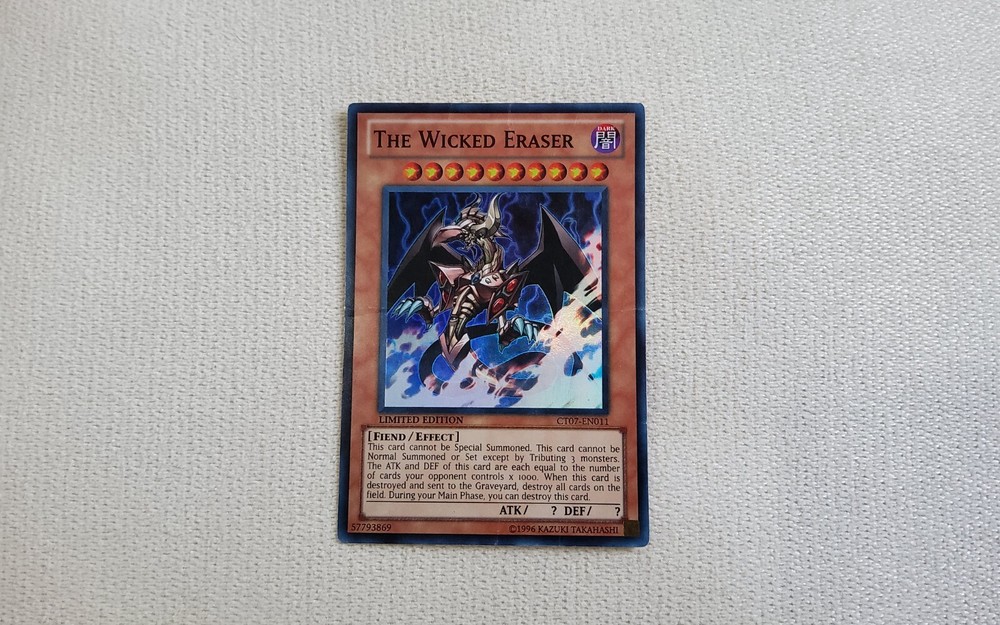 THE WICKED ERASER
DARK
闇
LIMITED EDITION
CT07-EN011
[FIEND/EFFECT]
This card cannot be Special Summoned. This card cannot be
Normal Summoned or Set except by Tributing 3 monsters.
The ATK and DEF of this card are each equal to the number
of cards your opponent controls x 1000. When this card is
destroyed and sent to the Graveyard, destroy all cards on the
field. During your Main Phase, you can destroy this card.
ATK/ ? DEF/ ?
57793869
©1996 KAZUKI TAKAHASHI